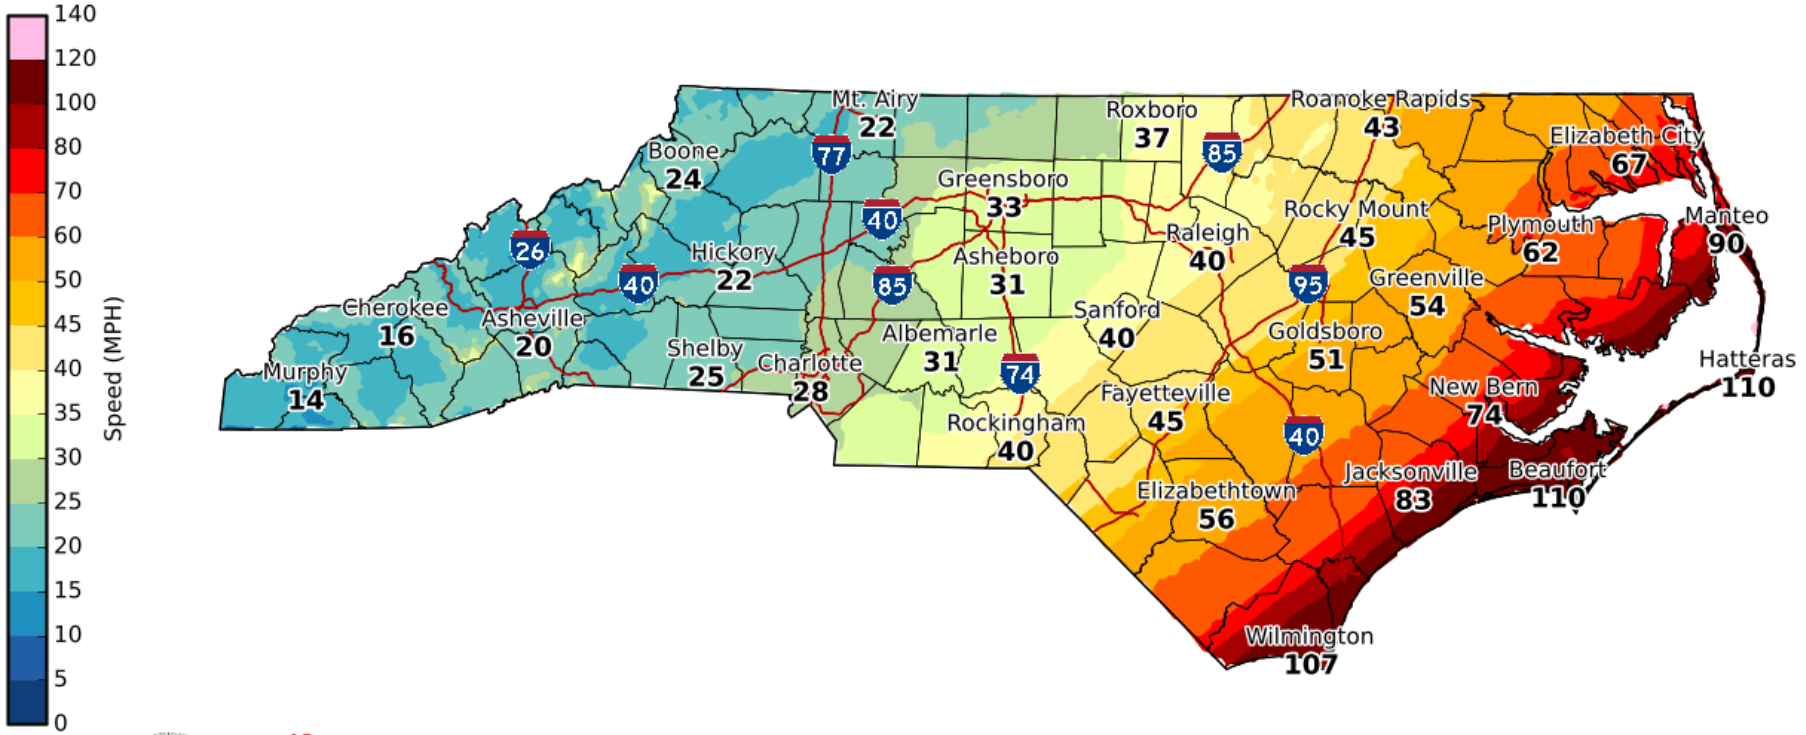 140
120
100
80
70
60
50
45
40
35
30
25
20
15
10
5
0
Speed (MPH)
Mt. Airy
22
Roxboro
37
Roanoke Rapids
43
Elizabeth City
67
77
85
Boone
24
Greensboro
33
40
Rocky Mount
45
Plymouth
62
Manteo
90
26
Hickory
22
Raleigh
40
40
85
Asheboro
31
95
Greenville
54
Cherokee
16
Asheville
20
Sanford
40
Goldsboro
51
Albemarle
31
Shelby
25
Charlotte
28
74
Hatteras
110
Murphy
14
Fayetteville
45
New Bern
74
Rockingham
40
40
Jacksonville
83
Beaufort
110
Elizabethtown
56
Wilmington
107